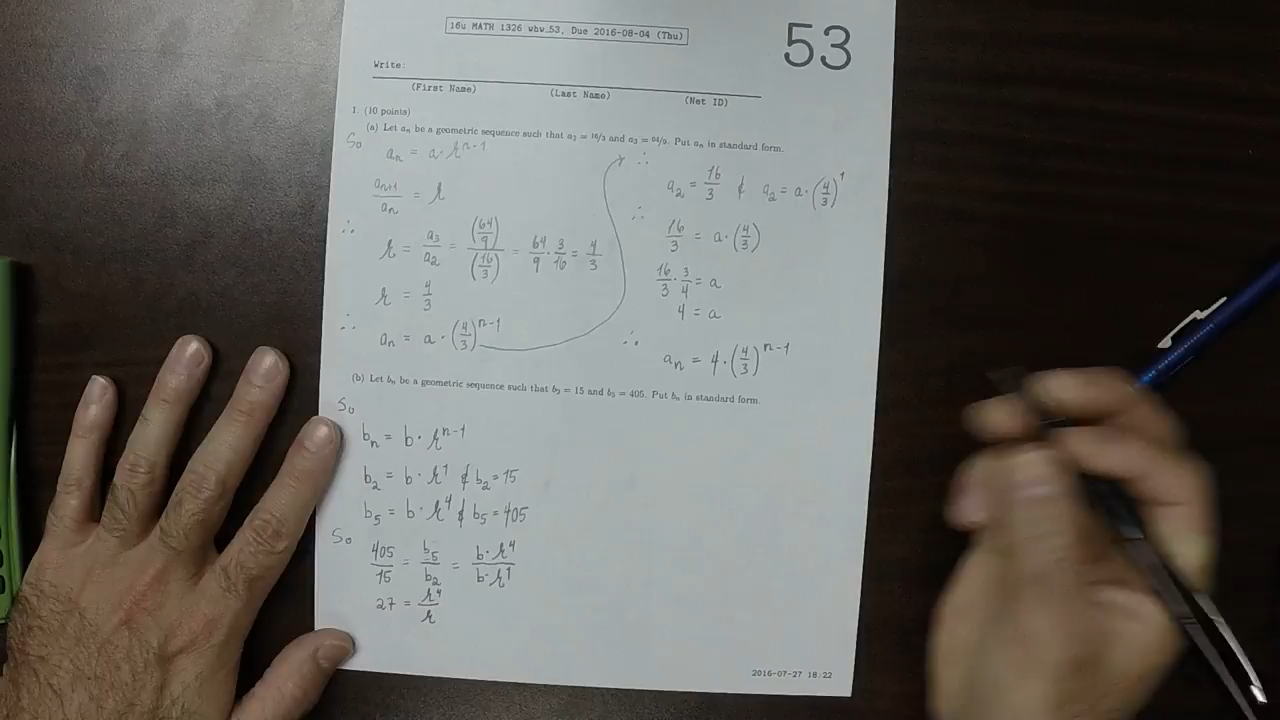 16u MATH 1326 wbv_53, Due 2016-08-04 (Thu)
53
Write:
(First Name) (Last Name) (Net ID)
1. (10 points)
(a) Let aₙ be a geometric sequence such that a₂ = 16/3 and a₃ = 64/9. Put aₙ in standard form.
So
aₙ = a · rⁿ⁻¹
aₙ₊₁/aₙ = r
∴
r = a₃/a₂ = (64/9)/(16/3) = 64/9 · 3/16 = 4/3
r = 4/3
∴
aₙ = a · (4/3)ⁿ⁻¹
∴
a₂ = 16/3 & a₂ = a · (4/3)¹
∴
16/3 = a · (4/3)
16/3 · 3/4 = a
4 = a
∴
aₙ = 4 · (4/3)ⁿ⁻¹
(b) Let bₙ be a geometric sequence such that b₂ = 15 and b₅ = 405. Put bₙ in standard form.
So
bₙ = b · rⁿ⁻¹
b₂ = b · r¹ & b₂ = 15
b₅ = b · r⁴ & b₅ = 405
So
405/15 = b₅/b₂ = b · r⁴/b · r¹
27 = r⁴/r
2016-07-27 18:22